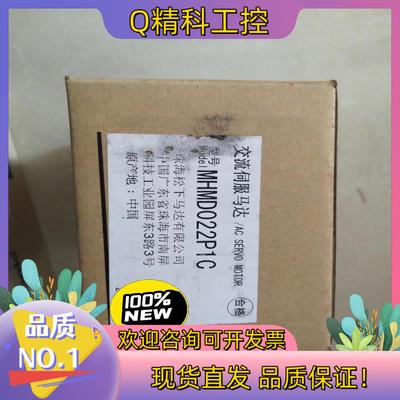 Q精科工控
交流伺服马达/AC SERVO MOTOR
型号
Model MHMD022P1C
合格
珠海松下马达有限公司
中国广东省珠海市南屏
科技工业园屏东3路3号
原产地：中国
100%
NEW
品质
NO.1
欢迎咨询可开发票
现货直发 品质保证！